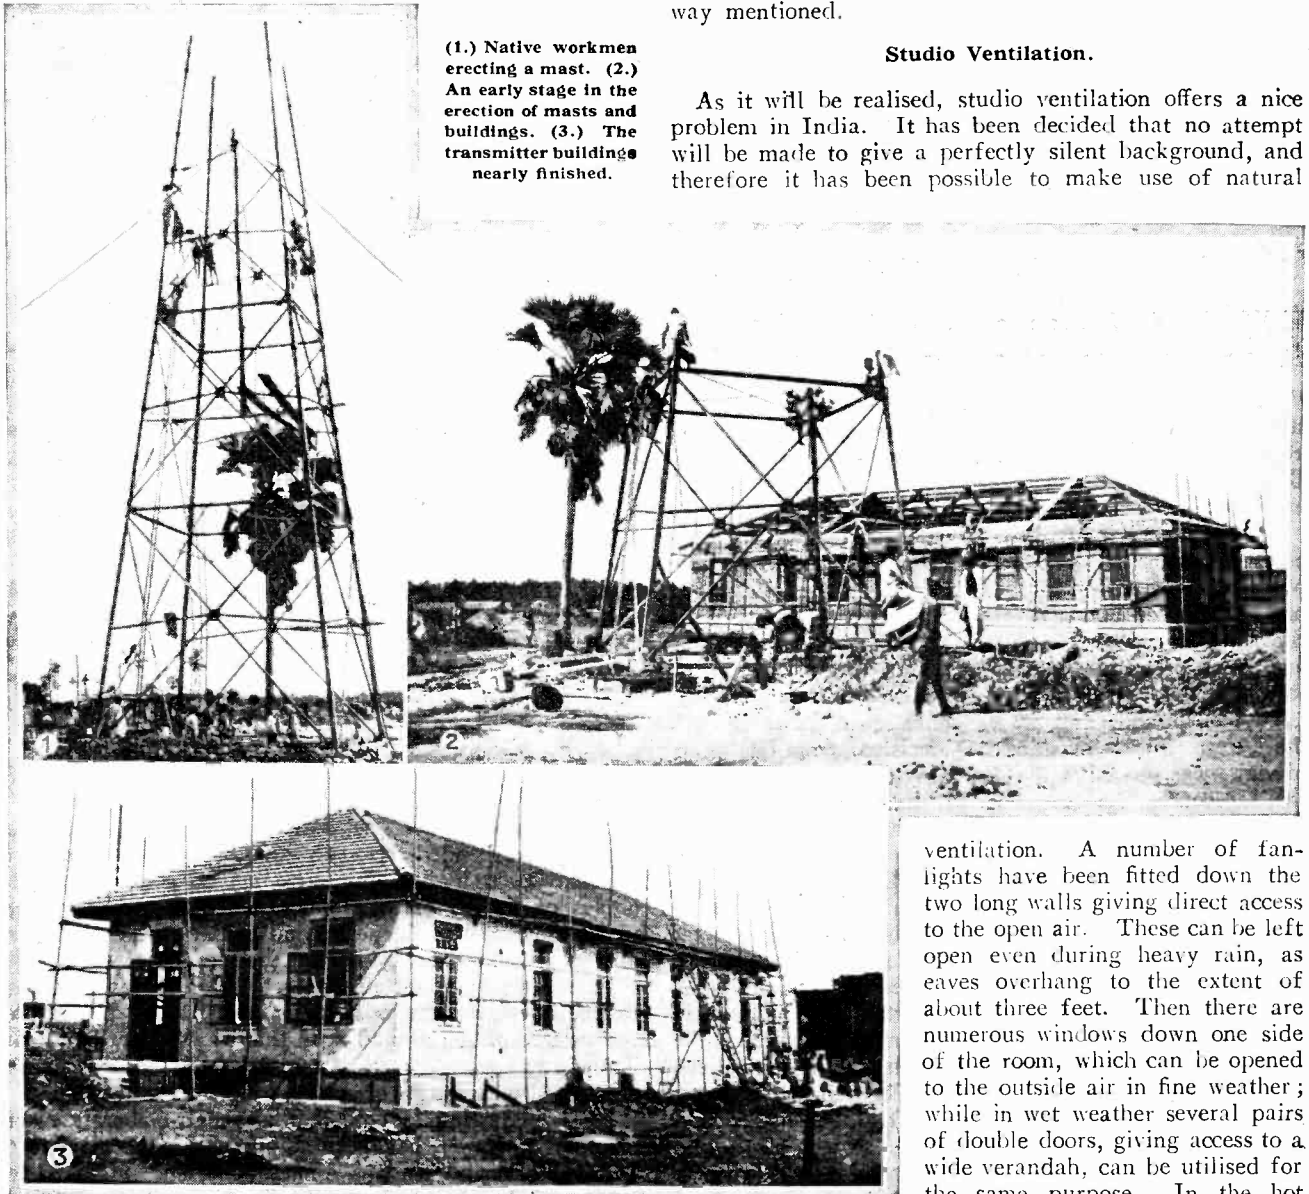 way mentioned.
(1.) Native workmen
erecting a mast. (2.)
An early stage in the
erection of masts and
buildings. (3.) The
transmitter buildings
nearly finished.
Studio Ventilation.
As it will be realised, studio ventilation offers a nice
problem in India. It has been decided that no attempt
will be made to give a perfectly silent background, and
therefore it has been possible to make use of natural
1
2
3
ventilation. A number of fan-
lights have been fitted down the
two long walls giving direct access
to the open air. These can be left
open even during heavy rain, as
eaves overhang to the extent of
about three feet. Then there are
numerous windows down one side
of the room, which can be opened
to the outside air in fine weather;
while in wet weather several pairs
of double doors, giving access to a
wide verandah, can be utilised for
the same purpose. In the hot